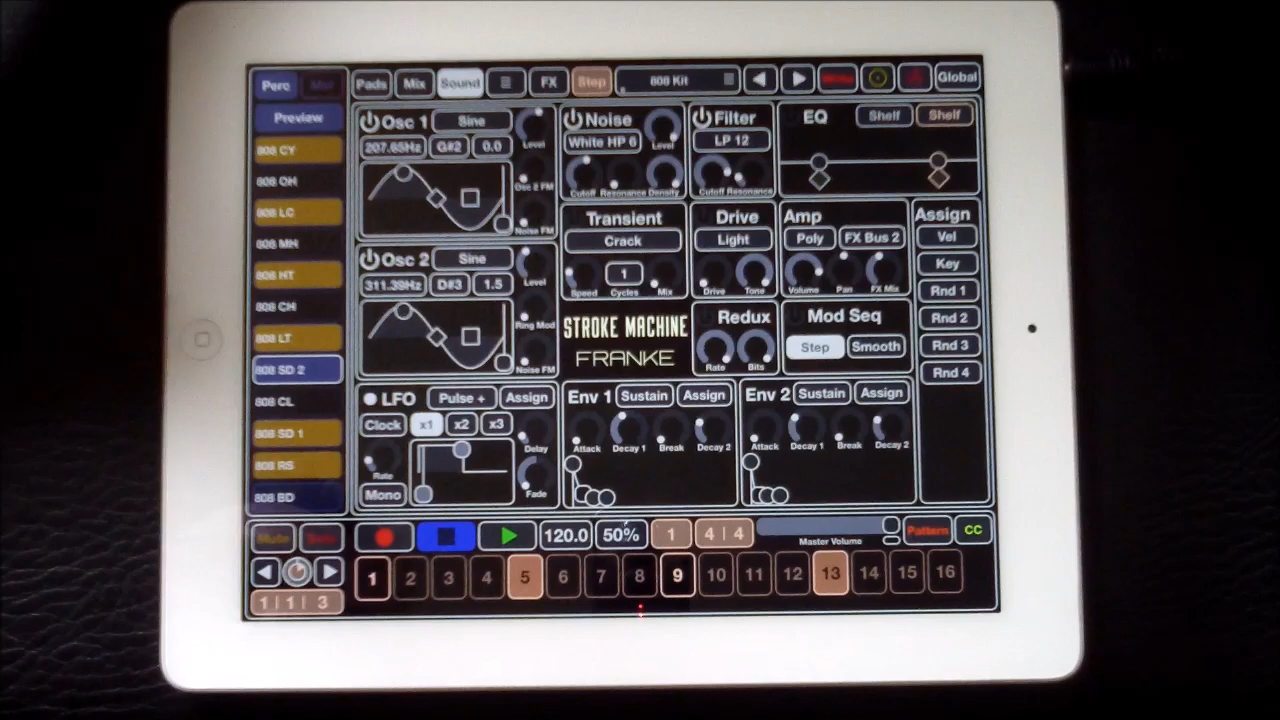 Perc Mst Pads Mix Sound FX Step 808 Kit Global
Preview
808 CY
808 OH
808 LC
808 MH
808 HT
808 CH
808 LT
808 SD 2
808 CL
808 SD 1
808 RS
808 BD
Osc 1 Sine
207.65Hz G#2 0.0
Level
Osc 2 FM
Noise FM
Osc 2 Sine
311.39Hz D#3 1.5
Level
Ring Mod
Noise FM
Noise
White HP 6
Level
Cutoff Resonance Density
Filter
LP 12
Cutoff Resonance
EQ Shelf Shelf
Transient
Crack
1
Speed Cycles Mix
Drive
Light
Drive Tone
Amp
Poly FX Bus 2
Volume Pan FX Mix
Assign
Vel
Key
Rnd 1
Rnd 2
Rnd 3
Rnd 4
STROKE MACHINE
FRANKE
Redux
Rate Bits
Mod Seq
Step Smooth
LFO Pulse + Assign
Clock x1 x2 x3
Rate
Mono
Delay
Fade
Env 1 Sustain Assign
Attack Decay 1 Break Decay 2
Env 2 Sustain Assign
Attack Decay 1 Break Decay 2
Mute Solo 120.0 50% 1 4 | 4 Master Volume Pattern CC
1 2 3 4 5 6 7 8 9 10 11 12 13 14 15 16
1 | 1 | 3